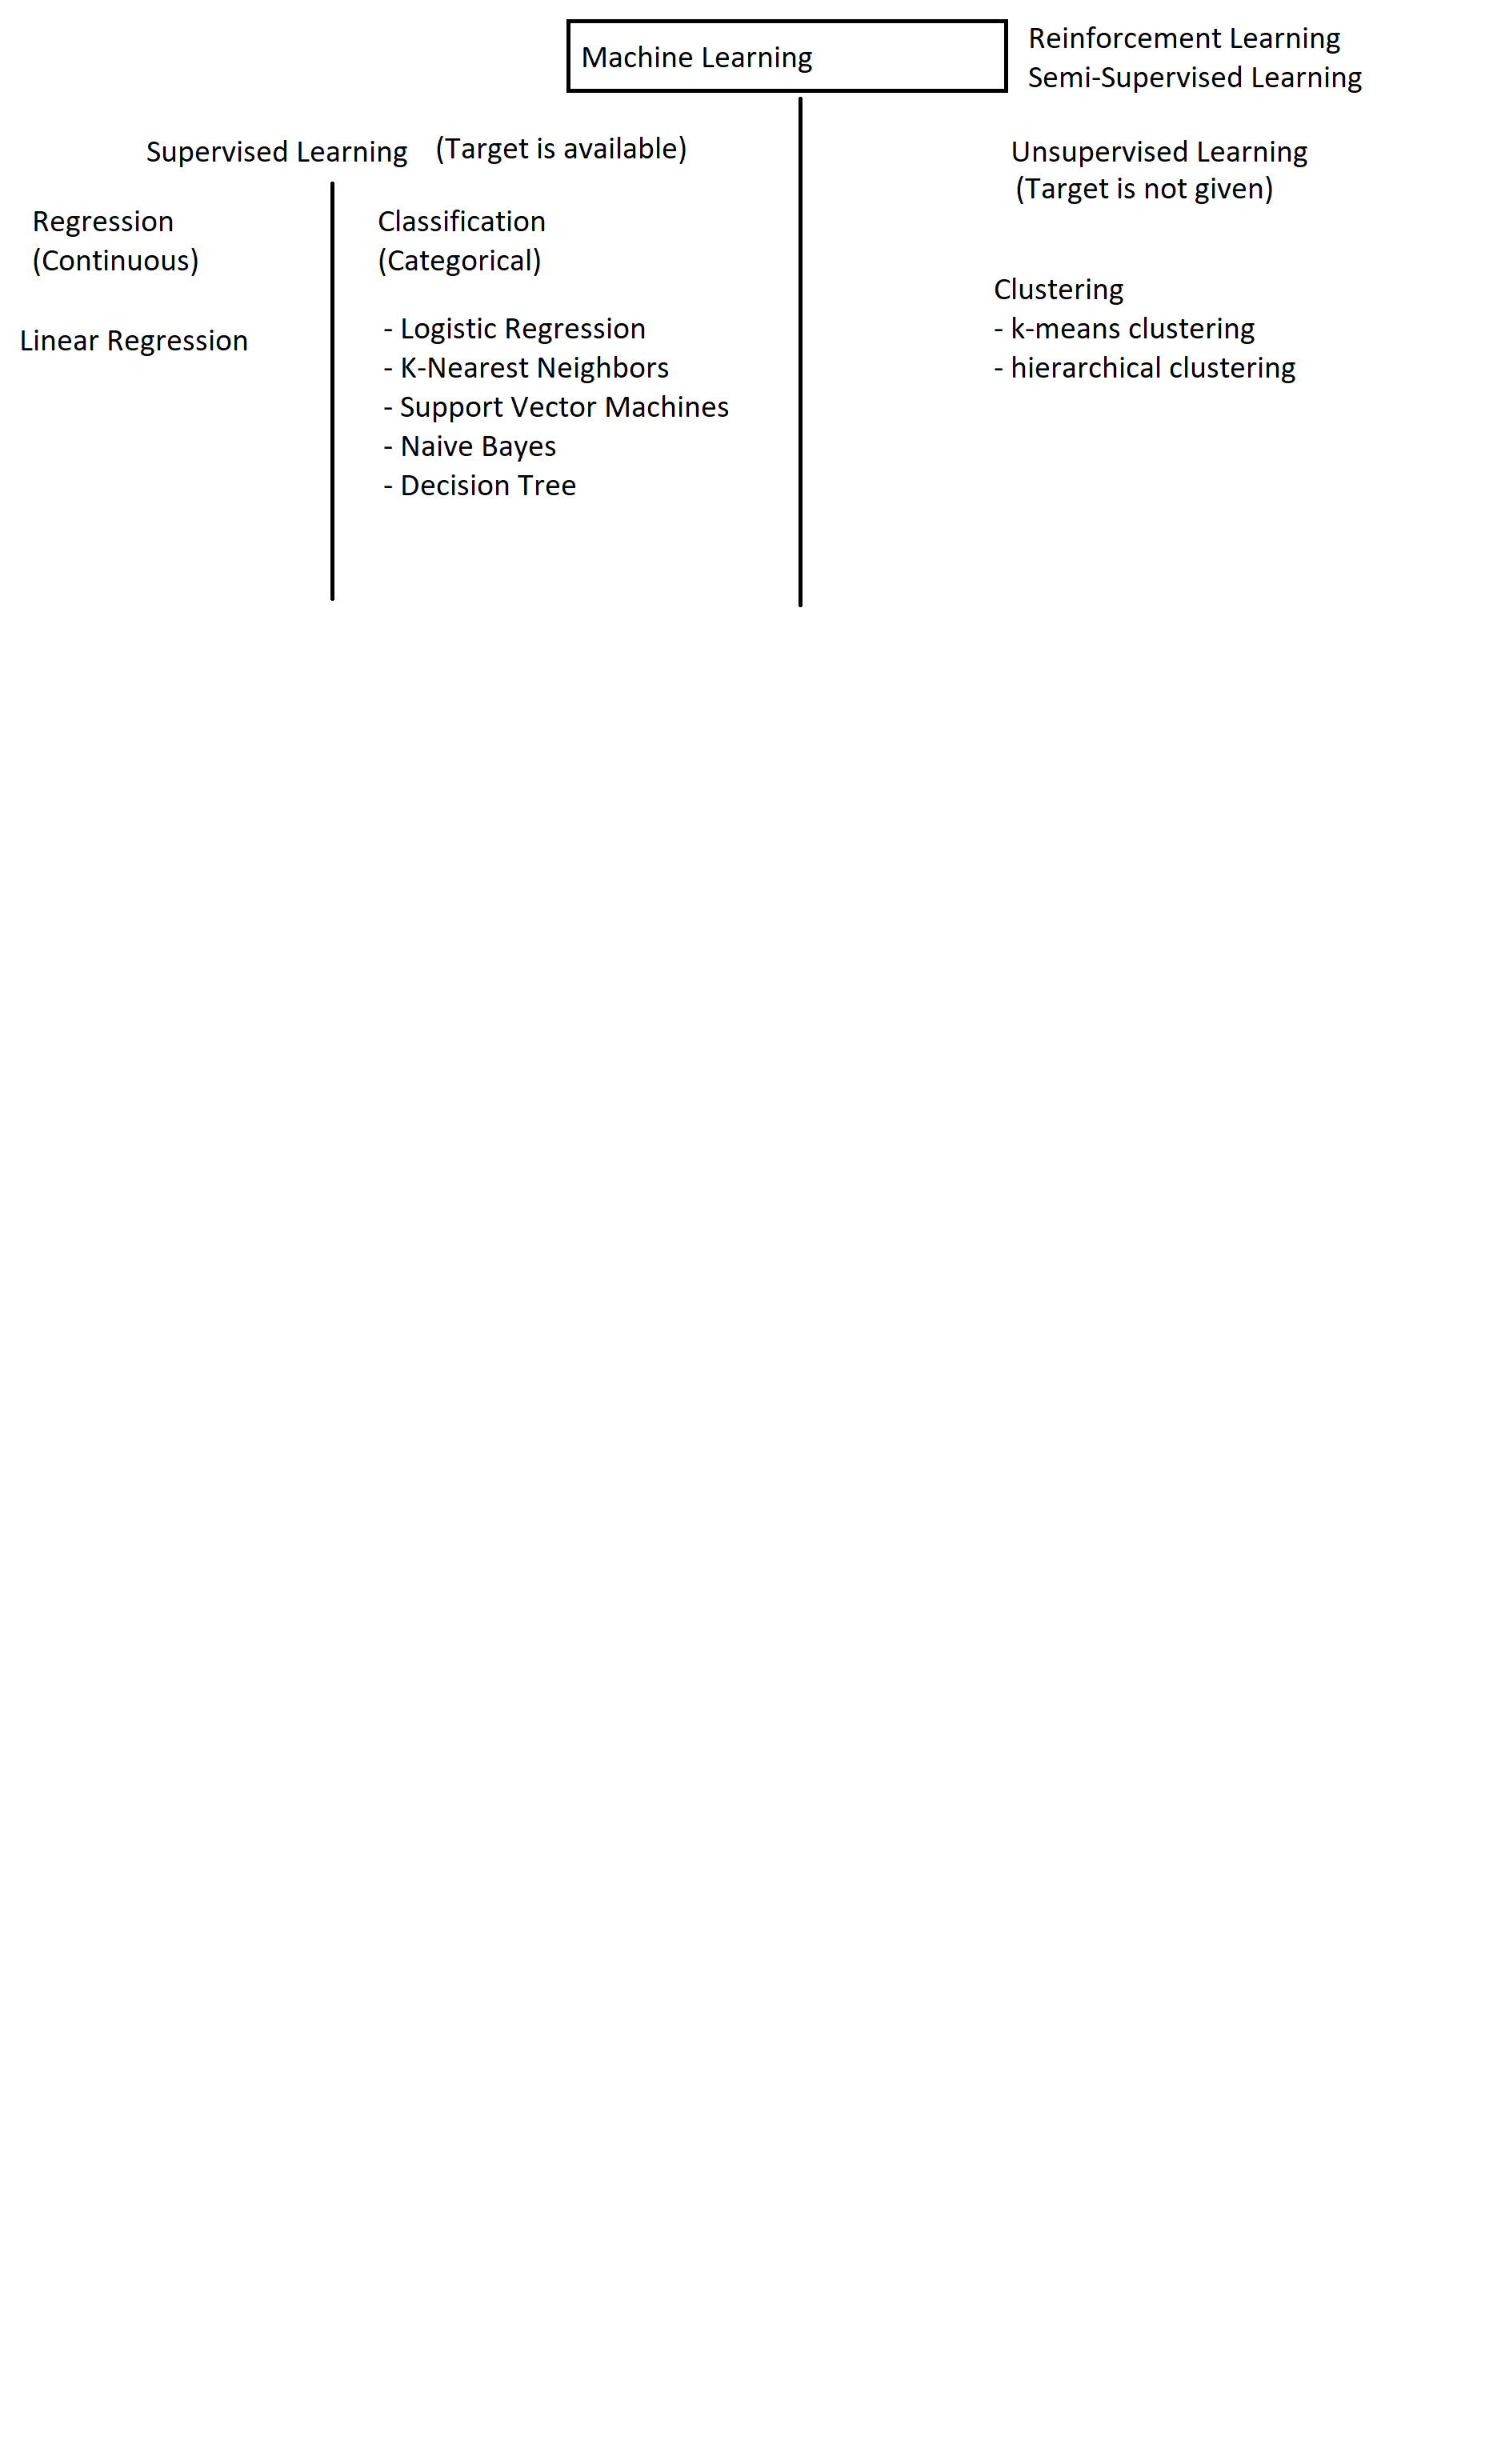 Machine Learning
Reinforcement Learning
Semi-Supervised Learning
Supervised Learning (Target is available)
Regression
(Continuous)
Linear Regression
Classification
(Categorical)
- Logistic Regression
- K-Nearest Neighbors
- Support Vector Machines
- Naive Bayes
- Decision Tree
Unsupervised Learning
(Target is not given)
Clustering
- k-means clustering
- hierarchical clustering